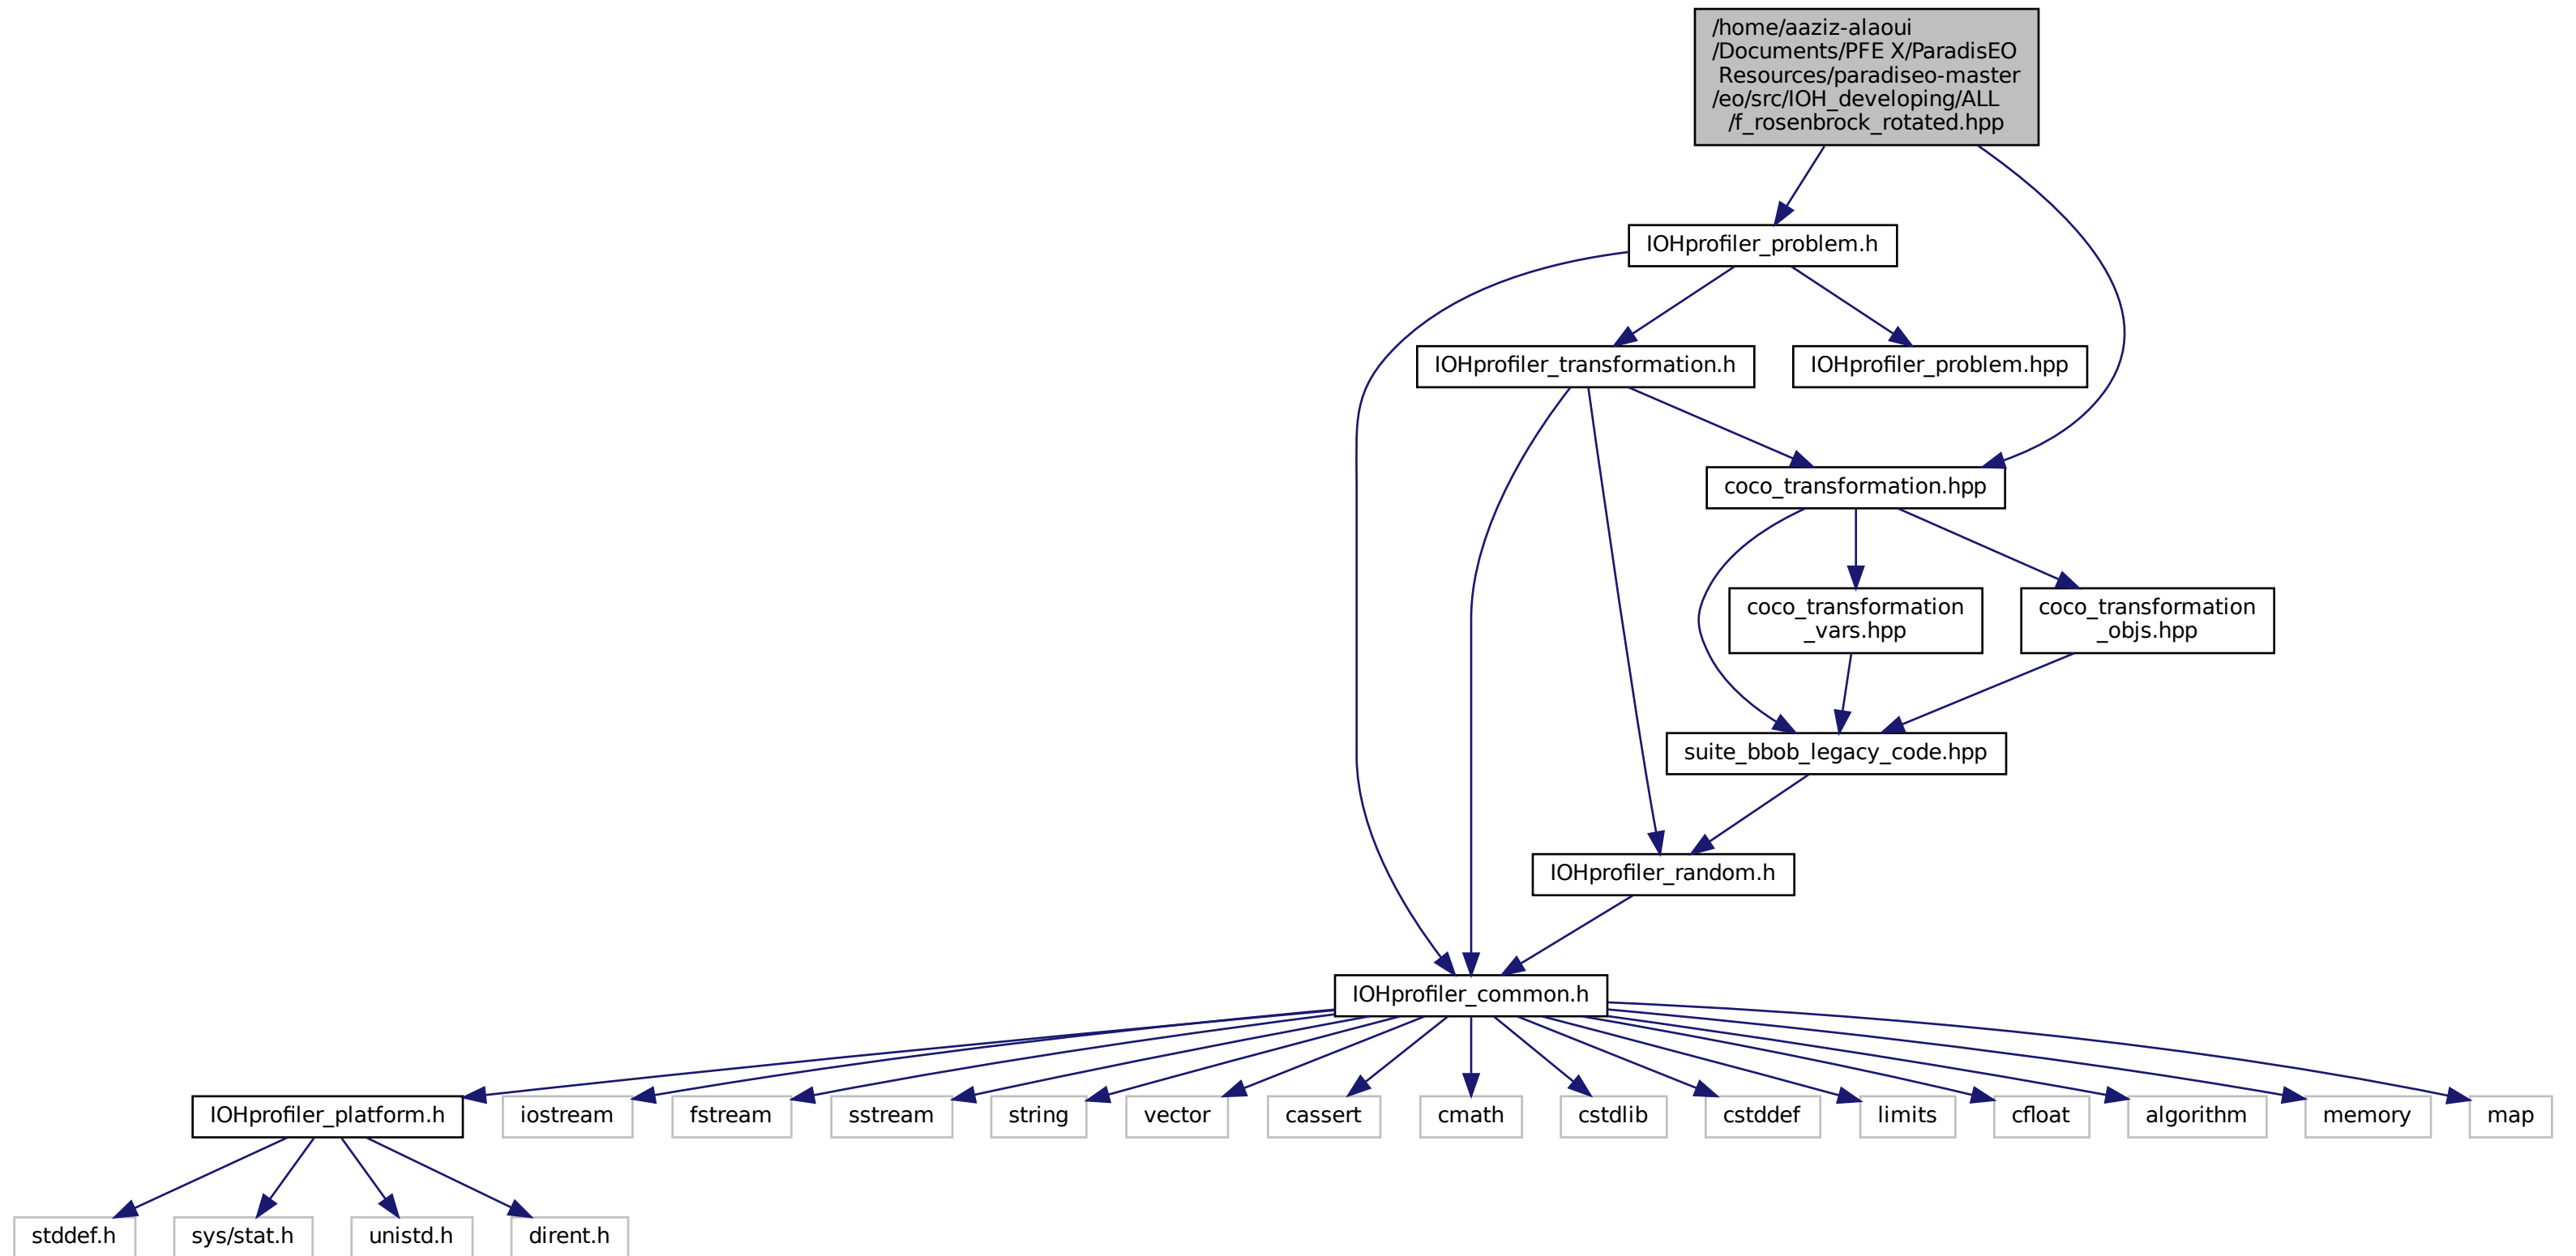 /home/aaziz-alaoui
/Documents/PFE X/ParadisEO
Resources/paradiseo-master
/eo/src/IOH_developing/ALL
/f_rosenbrock_rotated.hpp
IOHprofiler_problem.h
IOHprofiler_transformation.h
IOHprofiler_problem.hpp
coco_transformation.hpp
coco_transformation
_vars.hpp
coco_transformation
_objs.hpp
suite_bbob_legacy_code.hpp
IOHprofiler_random.h
IOHprofiler_common.h
IOHprofiler_platform.h
iostream
fstream
sstream
string
vector
cassert
cmath
cstdlib
cstddef
limits
cfloat
algorithm
memory
map
stddef.h
sys/stat.h
unistd.h
dirent.h